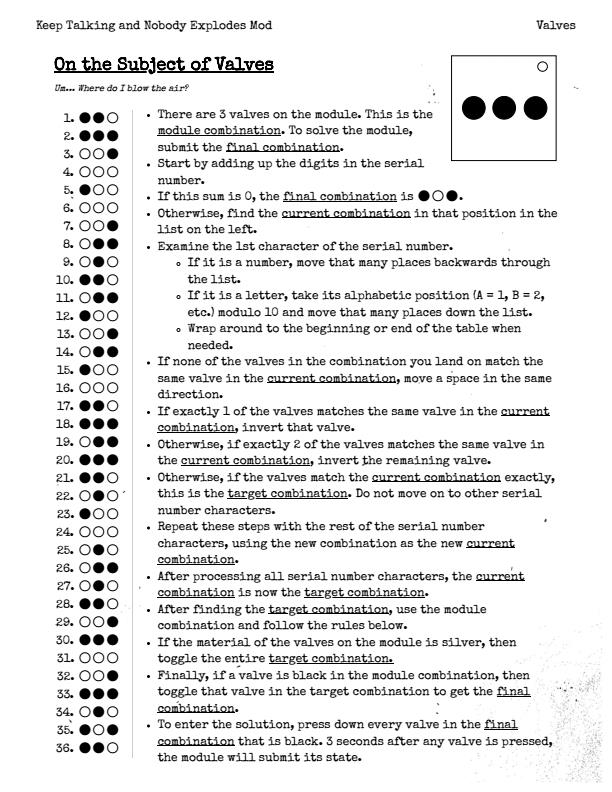 Keep Talking and Nobody Explodes Mod
Valves
On the Subject of Valves
Um... Where do I blow the air?
1. ●●○
2. ●●●
3. ○○●
4. ○○○
5. ●○○
6. ○○○
7. ○○●
8. ○●●
9. ○●○
10. ●●○
11. ○●●
12. ●○○
13. ○○●
14. ○●●
15. ●○○
16. ○○○
17. ●●○
18. ●●●
19. ○●●
20. ●●●
21. ●●○
22. ○●○
23. ●○○
24. ○○○
25. ○●○
26. ○●●
27. ○●○
28. ●●○
29. ○○●
30. ●●●
31. ○○○
32. ○○●
33. ●●●
34. ○●○
35. ●○●
36. ●●○
• There are 3 valves on the module. This is the
module combination. To solve the module,
submit the final combination.
• Start by adding up the digits in the serial
number.
• If this sum is 0, the final combination is ●○●.
• Otherwise, find the current combination in that position in the
list on the left.
• Examine the 1st character of the serial number.
◦ If it is a number, move that many places backwards through
the list.
◦ If it is a letter, take its alphabetic position (A = 1, B = 2,
etc.) modulo 10 and move that many places down the list.
◦ Wrap around to the beginning or end of the table when
needed.
• If none of the valves in the combination you land on match the
same valve in the current combination, move a space in the same
direction.
• If exactly 1 of the valves matches the same valve in the current
combination, invert that valve.
• Otherwise, if exactly 2 of the valves matches the same valve in
the current combination, invert the remaining valve.
• Otherwise, if the valves match the current combination exactly,
this is the target combination. Do not move on to other serial
number characters.
• Repeat these steps with the rest of the serial number
characters, using the new combination as the new current
combination.
• After processing all serial number characters, the current
combination is now the target combination.
• After finding the target combination, use the module
combination and follow the rules below.
• If the material of the valves on the module is silver, then
toggle the entire target combination.
• Finally, if a valve is black in the module combination, then
toggle that valve in the target combination to get the final
combination.
• To enter the solution, press down every valve in the final
combination that is black. 3 seconds after any valve is pressed,
the module will submit its state.